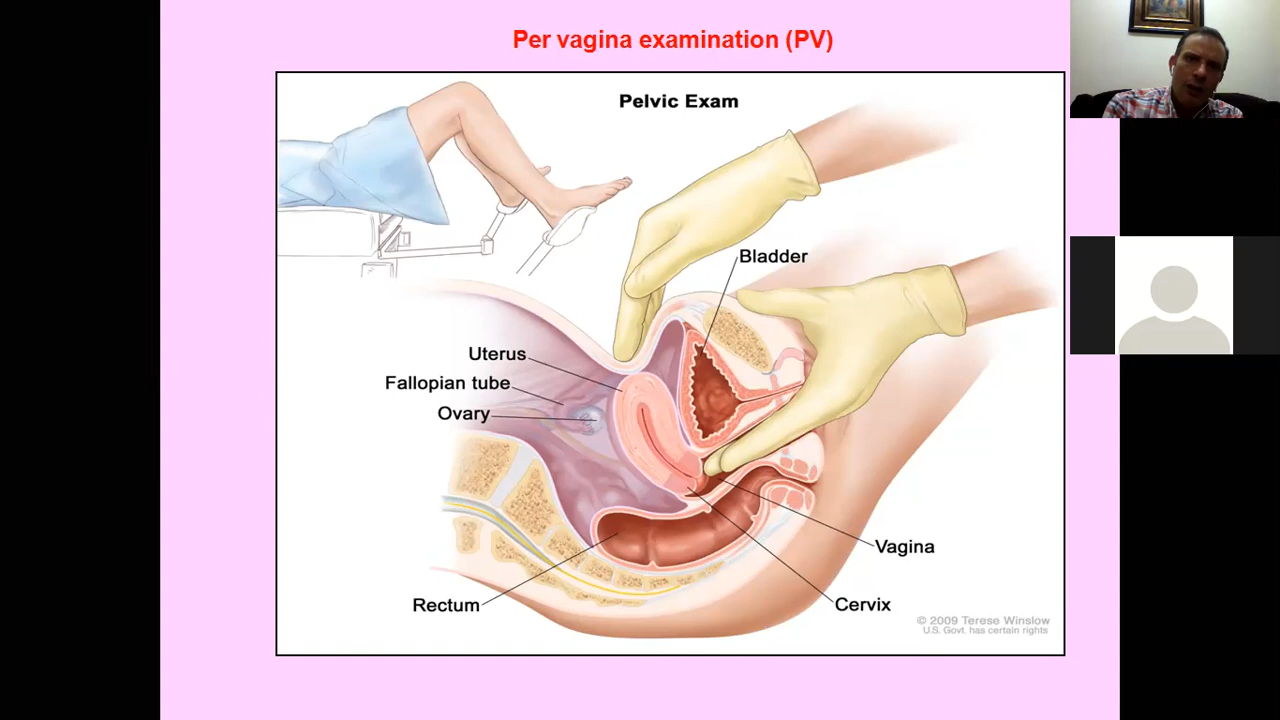 Per vagina examination (PV)
Pelvic Exam
Bladder
Uterus
Fallopian tube
Ovary
Vagina
Rectum
Cervix
© 2009 Terese Winslow
U.S. Govt. has certain rights